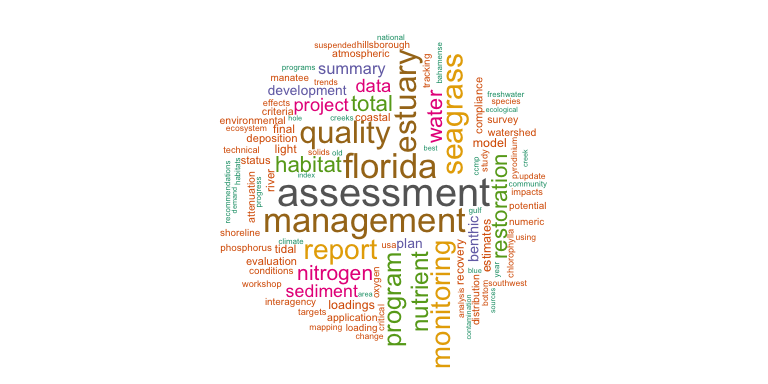 national
suspended hillsborough
atmospheric
programs summary
manatee trends
development data
effects project total
criteria hole creeks coastal
environmental quality
ecosystem final
deposition
technical light solids old
status habitat florida
index
river
assessment
management
recommendations
demand
habitats
progress
attenuation
shoreline
climate
phosphorus tidal report usa plan
evaluation
conditions nitrogen
workshop sediment area
interagency loadings
targets application
mapping loading
change
oxygen
critical
program
nutrient
monitoring
estuary
tracking
bahamense
water
seagrass
best
compliance
freshwater
species
ecological
survey
watershed
model
study
ccmp
pyrodinium
creek
update
community
impacts
potential
gulf
numeric
using
restoration
benthic
estimates
chlorophylla
recovery
blue
year
southwest
analysis
distribution
bottom
sources
contamination